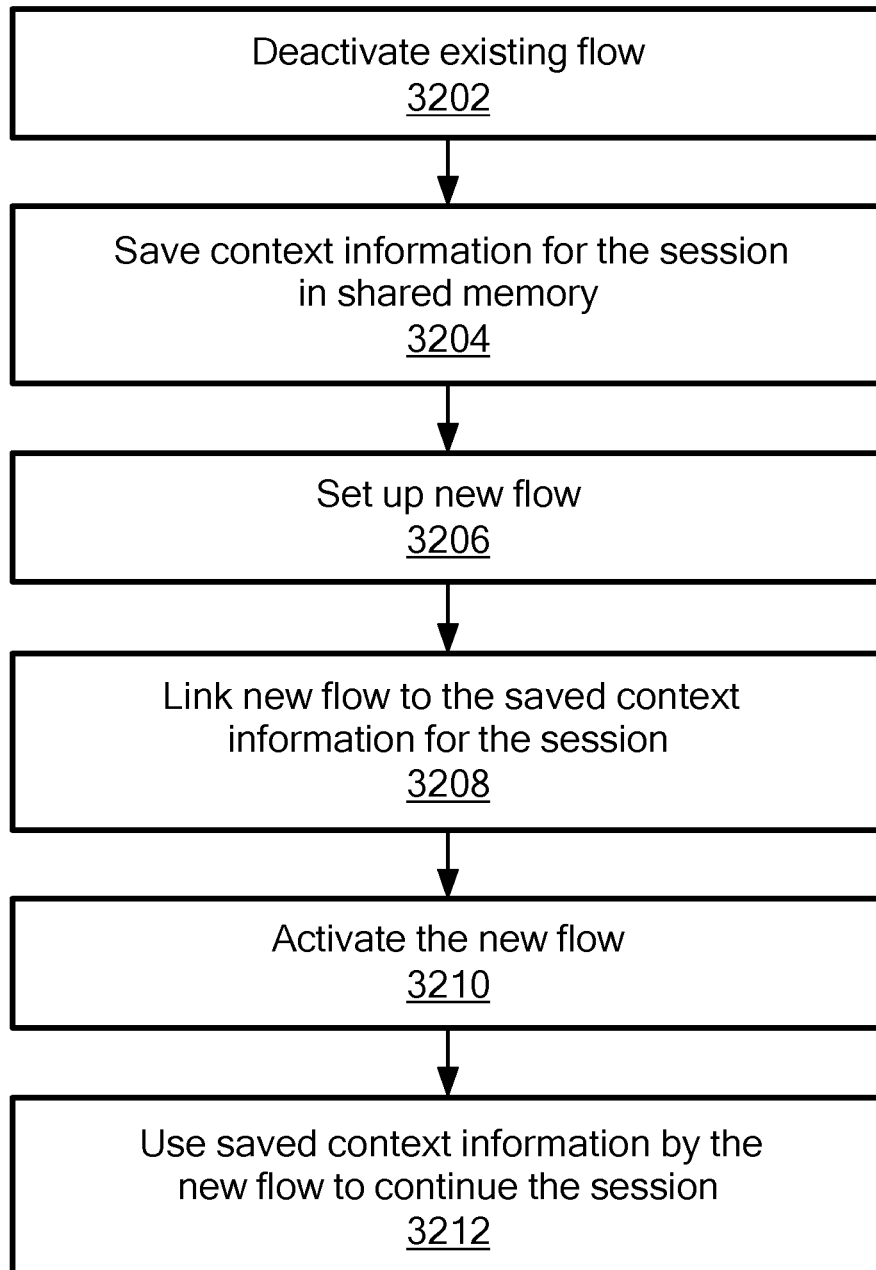 Deactivate existing flow
3202
Save context information for the session
in shared memory
3204
Set up new flow
3206
Link new flow to the saved context
information for the session
3208
Activate the new flow
3210
Use saved context information by the
new flow to continue the session
3212